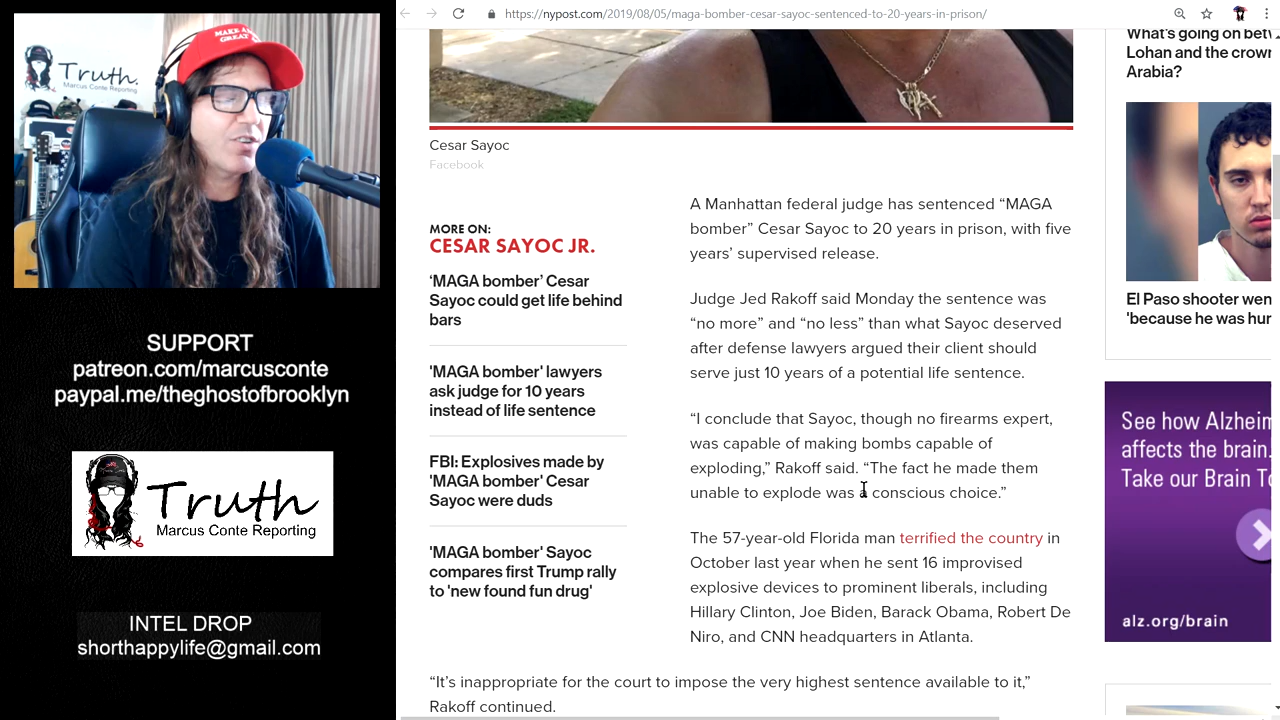 MAKE A
GREAT
Truth.
Marcus Conte Reporting
SUPPORT
patreon.com/marcusconte
paypal.me/theghostofbrooklyn
Truth
Marcus Conte Reporting
INTEL DROP
shorthappylife@gmail.com
https://nypost.com/2019/08/05/maga-bomber-cesar-sayoc-sentenced-to-20-years-in-prison/
Cesar Sayoc
Facebook
MORE ON:
CESAR SAYOC JR.
‘MAGA bomber’ Cesar
Sayoc could get life behind
bars
'MAGA bomber' lawyers
ask judge for 10 years
instead of life sentence
FBI: Explosives made by
'MAGA bomber' Cesar
Sayoc were duds
'MAGA bomber' Sayoc
compares first Trump rally
to 'new found fun drug'
A Manhattan federal judge has sentenced “MAGA
bomber” Cesar Sayoc to 20 years in prison, with five
years’ supervised release.
Judge Jed Rakoff said Monday the sentence was
“no more” and “no less” than what Sayoc deserved
after defense lawyers argued their client should
serve just 10 years of a potential life sentence.
“I conclude that Sayoc, though no firearms expert,
was capable of making bombs capable of
exploding,” Rakoff said. “The fact he made them
unable to explode was a conscious choice.”
The 57-year-old Florida man terrified the country in
October last year when he sent 16 improvised
explosive devices to prominent liberals, including
Hillary Clinton, Joe Biden, Barack Obama, Robert De
Niro, and CNN headquarters in Atlanta.
“It’s inappropriate for the court to impose the very highest sentence available to it,”
Rakoff continued.
What's going on bet
Lohan and the crown
Arabia?
El Paso shooter wen
'because he was hur
See how Alzheim
affects the brain.
Take our Brain To
alz.org/brain